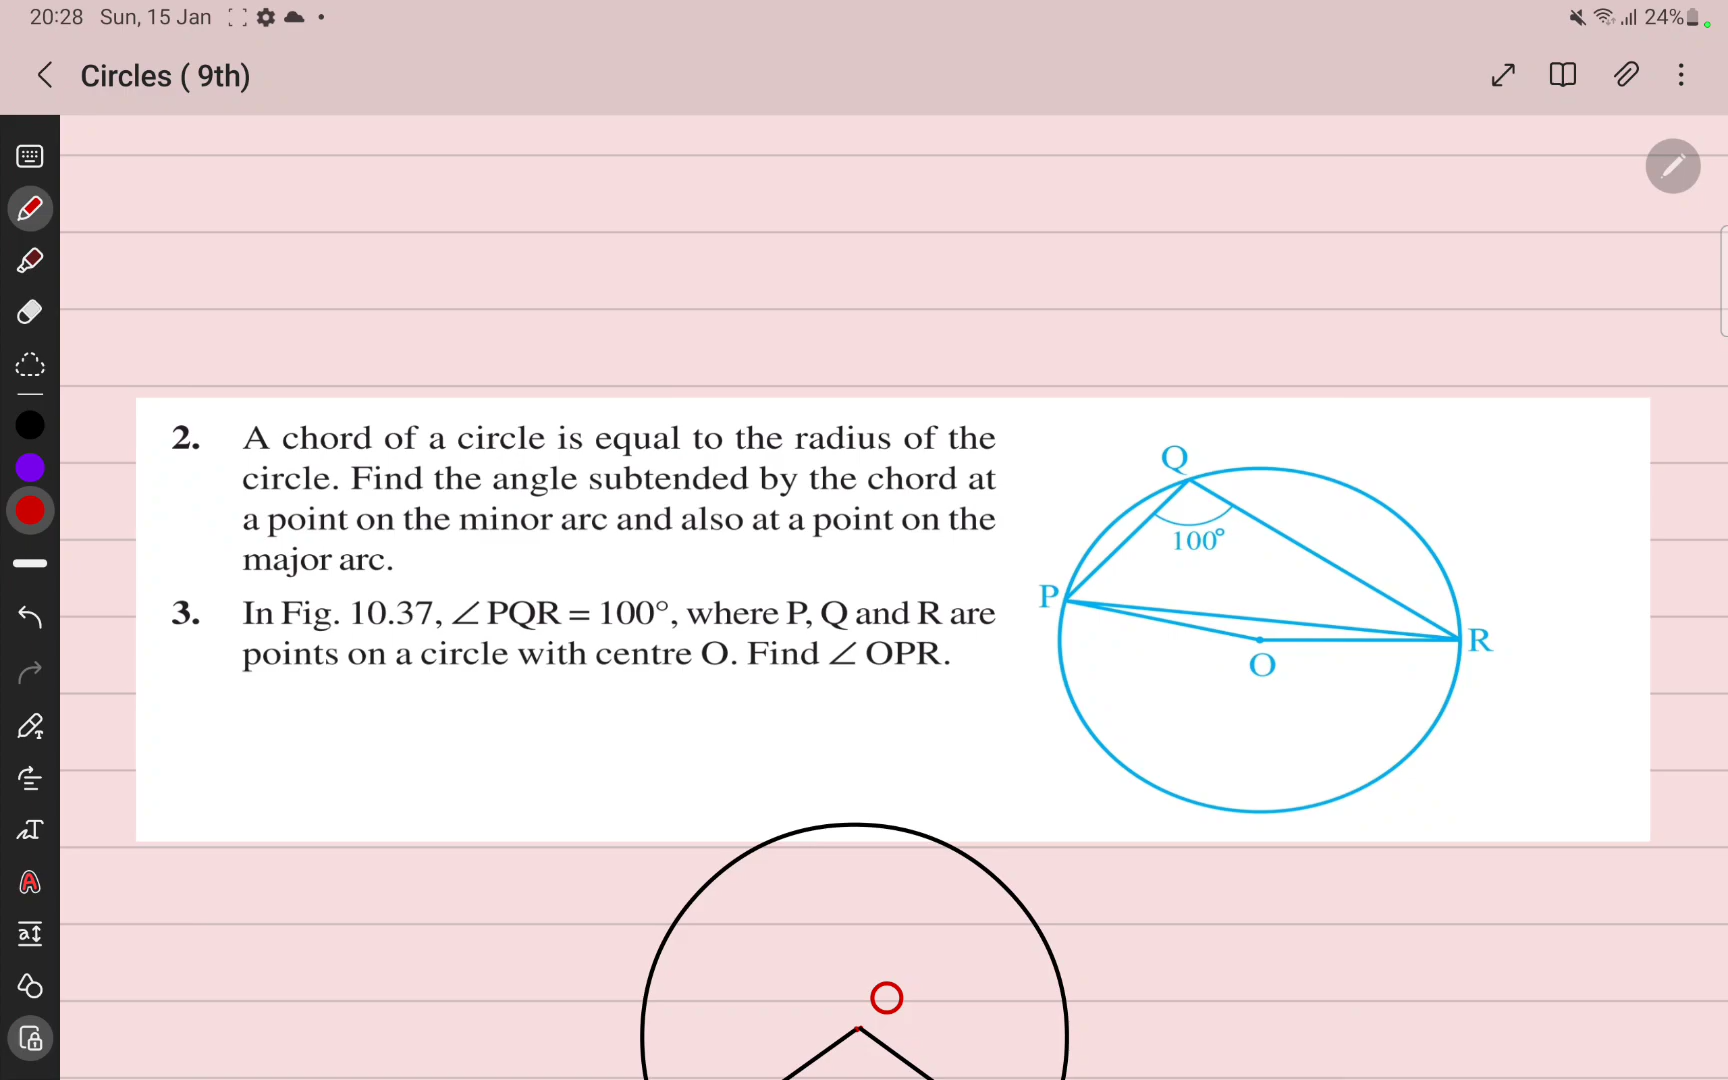 20:28 Sun, 15 Jan
24%
Circles ( 9th)
2. A chord of a circle is equal to the radius of the
circle. Find the angle subtended by the chord at
a point on the minor arc and also at a point on the
major arc.
3. In Fig. 10.37, ∠PQR = 100°, where P, Q and R are
points on a circle with centre O. Find ∠OPR.
Q
100°
P
R
O
O
T
T
A
a